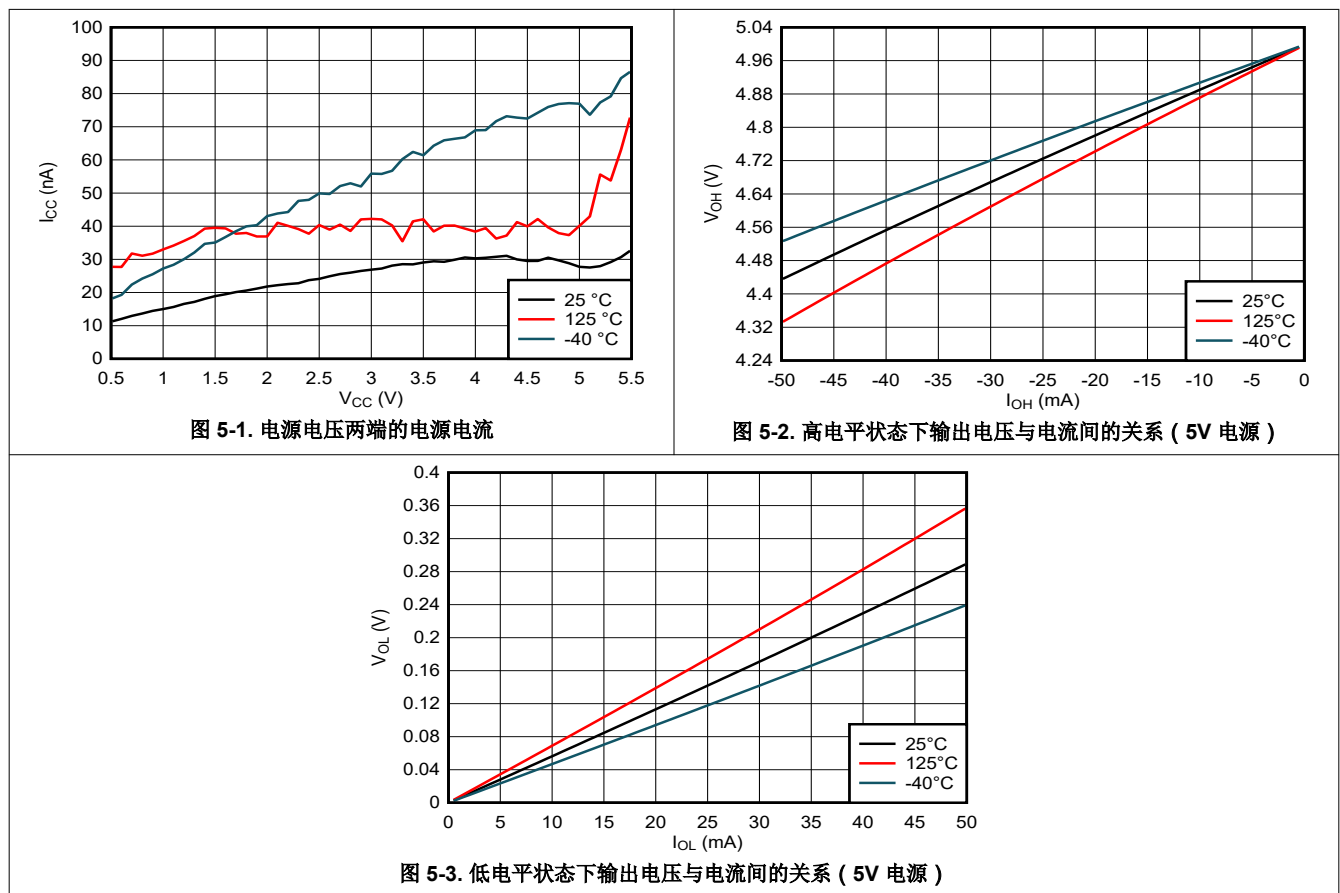 100
90
80
70
60
50
40
30
20
10
0
I_CC (nA)
25 °C
125 °C
-40 °C
0.5 1 1.5 2 2.5 3 3.5 4 4.5 5 5.5
V_CC (V)
图 5-1. 电源电压两端的电源电流
5.04
4.96
4.88
4.8
4.72
4.64
4.56
4.48
4.4
4.32
4.24
V_OH (V)
25°C
125°C
-40°C
-50 -45 -40 -35 -30 -25 -20 -15 -10 -5 0
I_OH (mA)
图 5-2. 高电平状态下输出电压与电流间的关系（5V 电源）
0.4
0.36
0.32
0.28
0.24
0.2
0.16
0.12
0.08
0.04
0
V_OL (V)
25°C
125°C
-40°C
0 5 10 15 20 25 30 35 40 45 50
I_OL (mA)
图 5-3. 低电平状态下输出电压与电流间的关系（5V 电源）